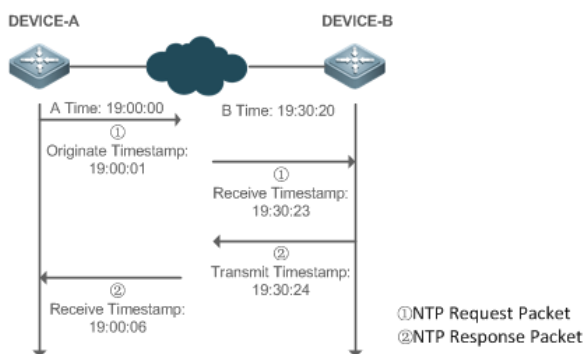 DEVICE-A
DEVICE-B
A Time: 19:00:00
B Time: 19:30:20
①
Originate Timestamp:
19:00:01
①
Receive Timestamp:
19:30:23
②
Transmit Timestamp:
19:30:24
②
Receive Timestamp:
19:00:06
①NTP Request Packet
②NTP Response Packet